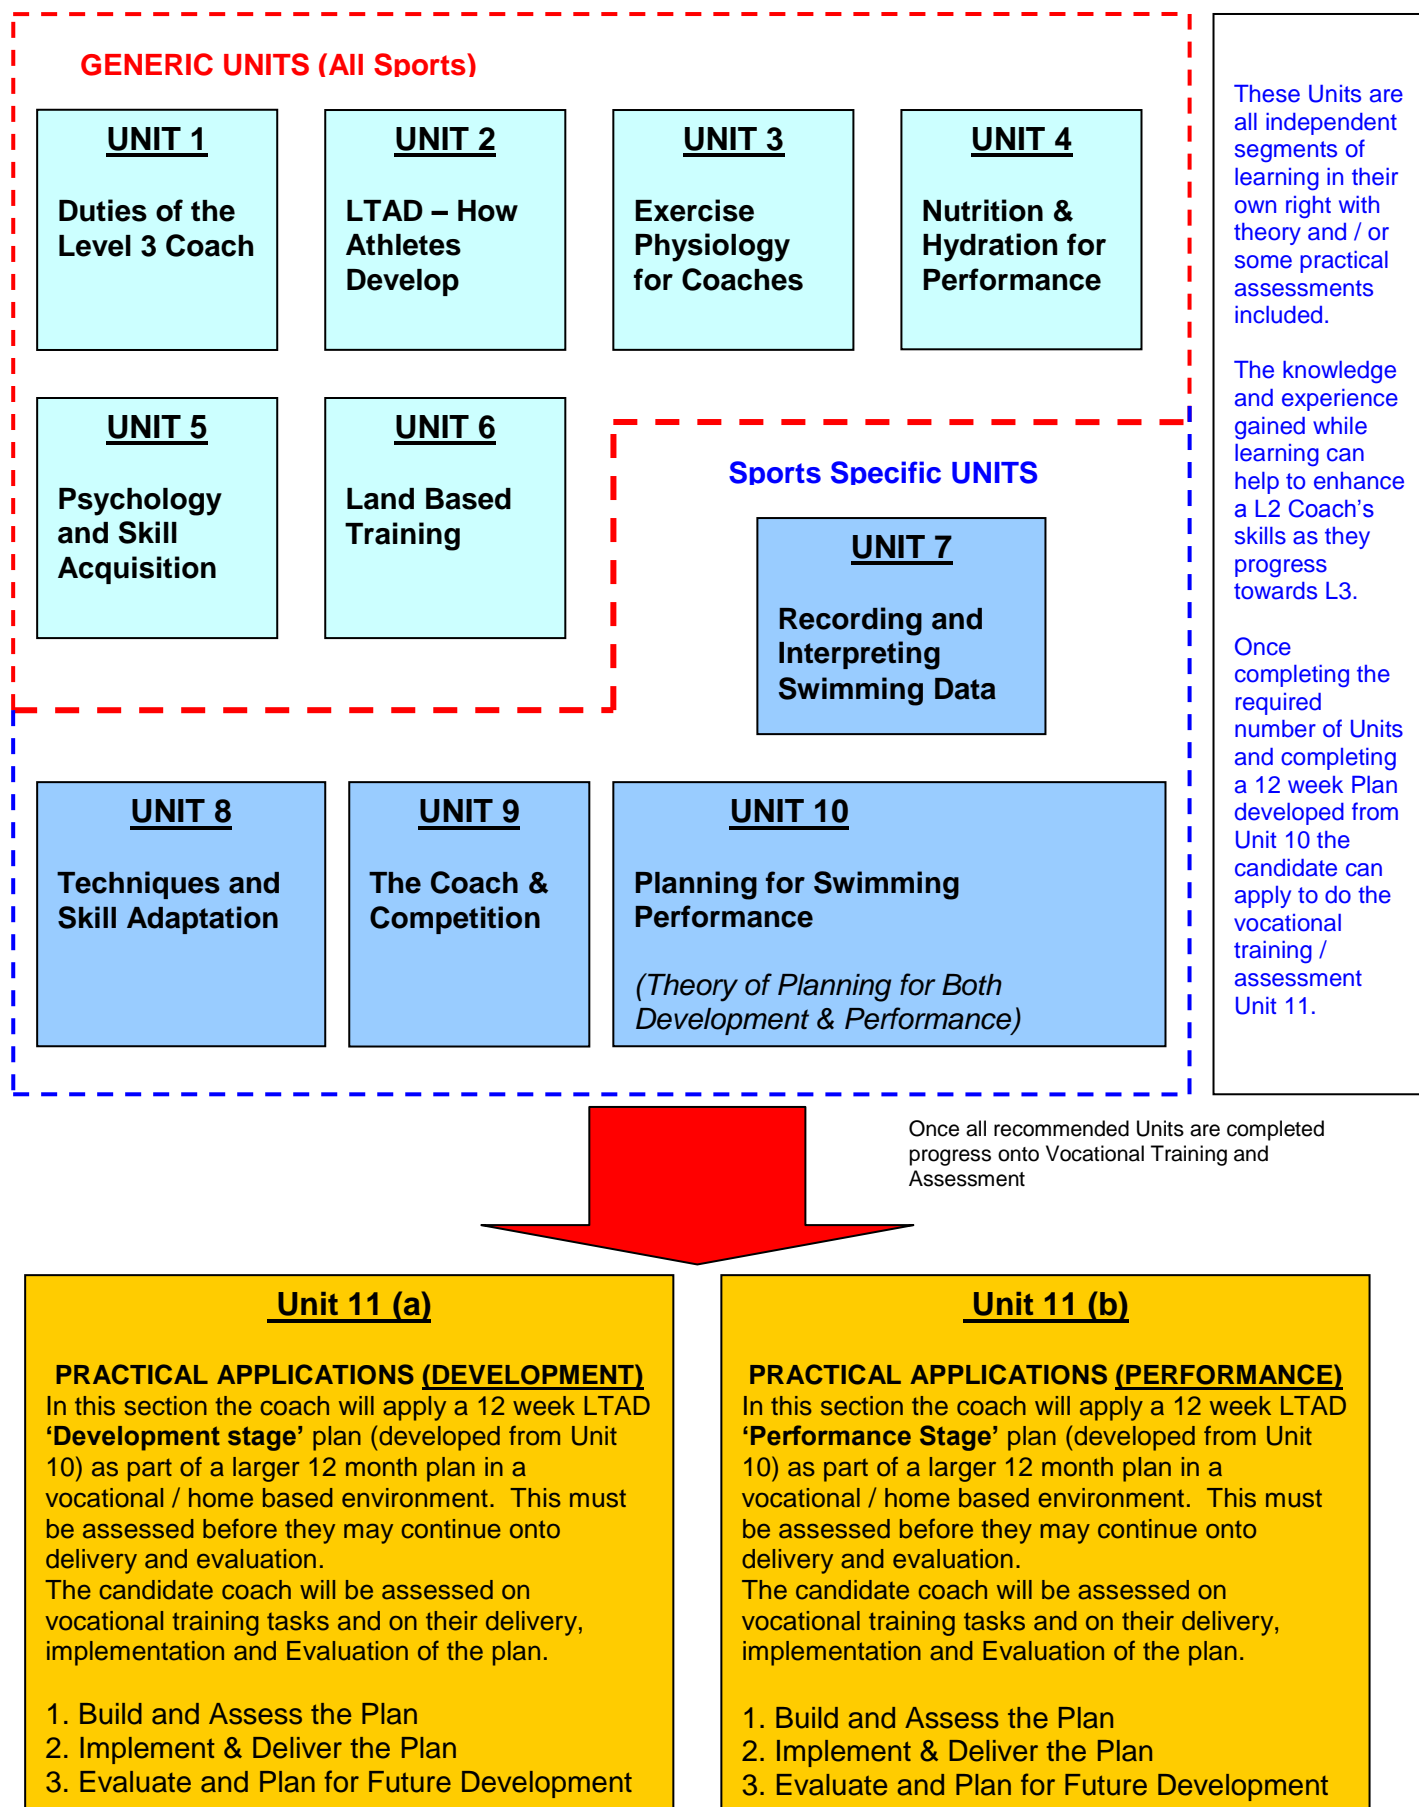 GENERIC UNITS (All Sports)
UNIT 1
Duties of the
Level 3 Coach
UNIT 2
LTAD – How
Athletes
Develop
UNIT 3
Exercise
Physiology
for Coaches
UNIT 4
Nutrition &
Hydration for
Performance
UNIT 5
Psychology
and Skill
Acquisition
UNIT 6
Land Based
Training
Sports Specific UNITS
UNIT 7
Recording and
Interpreting
Swimming Data
UNIT 8
Techniques and
Skill Adaptation
UNIT 9
The Coach &
Competition
UNIT 10
Planning for Swimming
Performance
(Theory of Planning for Both
Development & Performance)
These Units are
all independent
segments of
learning in their
own right with
theory and / or
some practical
assessments
included.
The knowledge
and experience
gained while
learning can
help to enhance
a L2 Coach’s
skills as they
progress
towards L3.
Once
completing the
required
number of Units
and completing
a 12 week Plan
developed from
Unit 10 the
candidate can
apply to do the
vocational
training /
assessment
Unit 11.
Once all recommended Units are completed
progress onto Vocational Training and
Assessment
Unit 11 (a)
PRACTICAL APPLICATIONS (DEVELOPMENT)
In this section the coach will apply a 12 week LTAD
‘Development stage’ plan (developed from Unit
10) as part of a larger 12 month plan in a
vocational / home based environment.  This must
be assessed before they may continue onto
delivery and evaluation.
The candidate coach will be assessed on
vocational training tasks and on their delivery,
implementation and Evaluation of the plan.
1. Build and Assess the Plan
2. Implement & Deliver the Plan
3. Evaluate and Plan for Future Development
Unit 11 (b)
PRACTICAL APPLICATIONS (PERFORMANCE)
In this section the coach will apply a 12 week LTAD
‘Performance Stage’ plan (developed from Unit
10) as part of a larger 12 month plan in a
vocational / home based environment.  This must
be assessed before they may continue onto
delivery and evaluation.
The candidate coach will be assessed on
vocational training tasks and on their delivery,
implementation and Evaluation of the plan.
1. Build and Assess the Plan
2. Implement & Deliver the Plan
3. Evaluate and Plan for Future Development